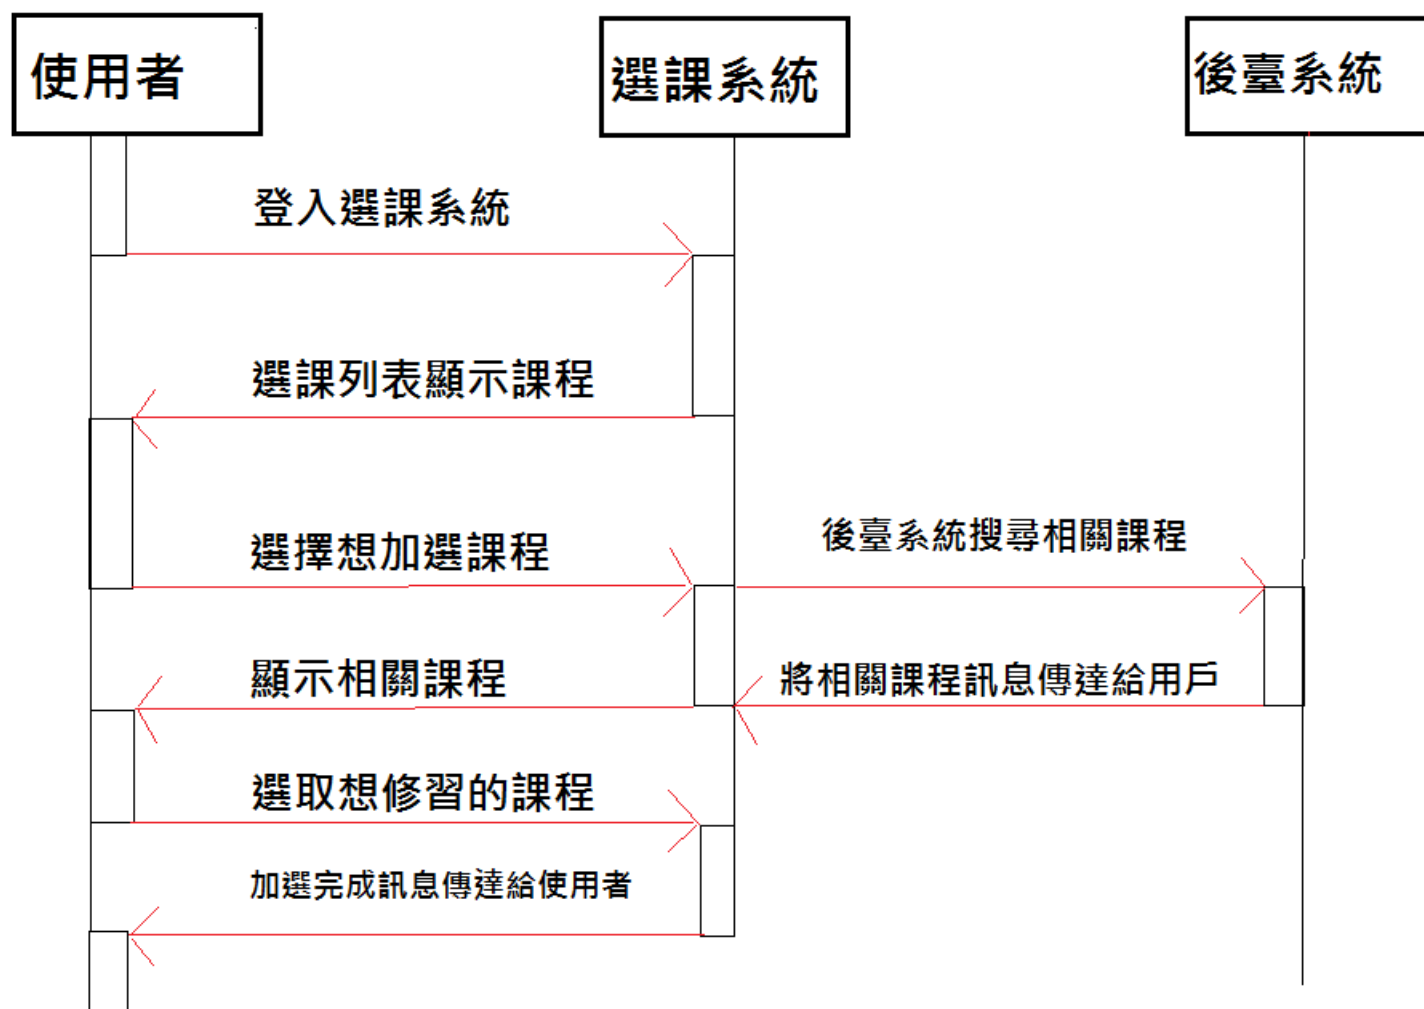 使用者
選課系統
後臺系統
登入選課系統
選課列表顯示課程
選擇想加選課程
後臺系統搜尋相關課程
顯示相關課程
將相關課程訊息傳達給用戶
選取想修習的課程
加選完成訊息傳達給使用者